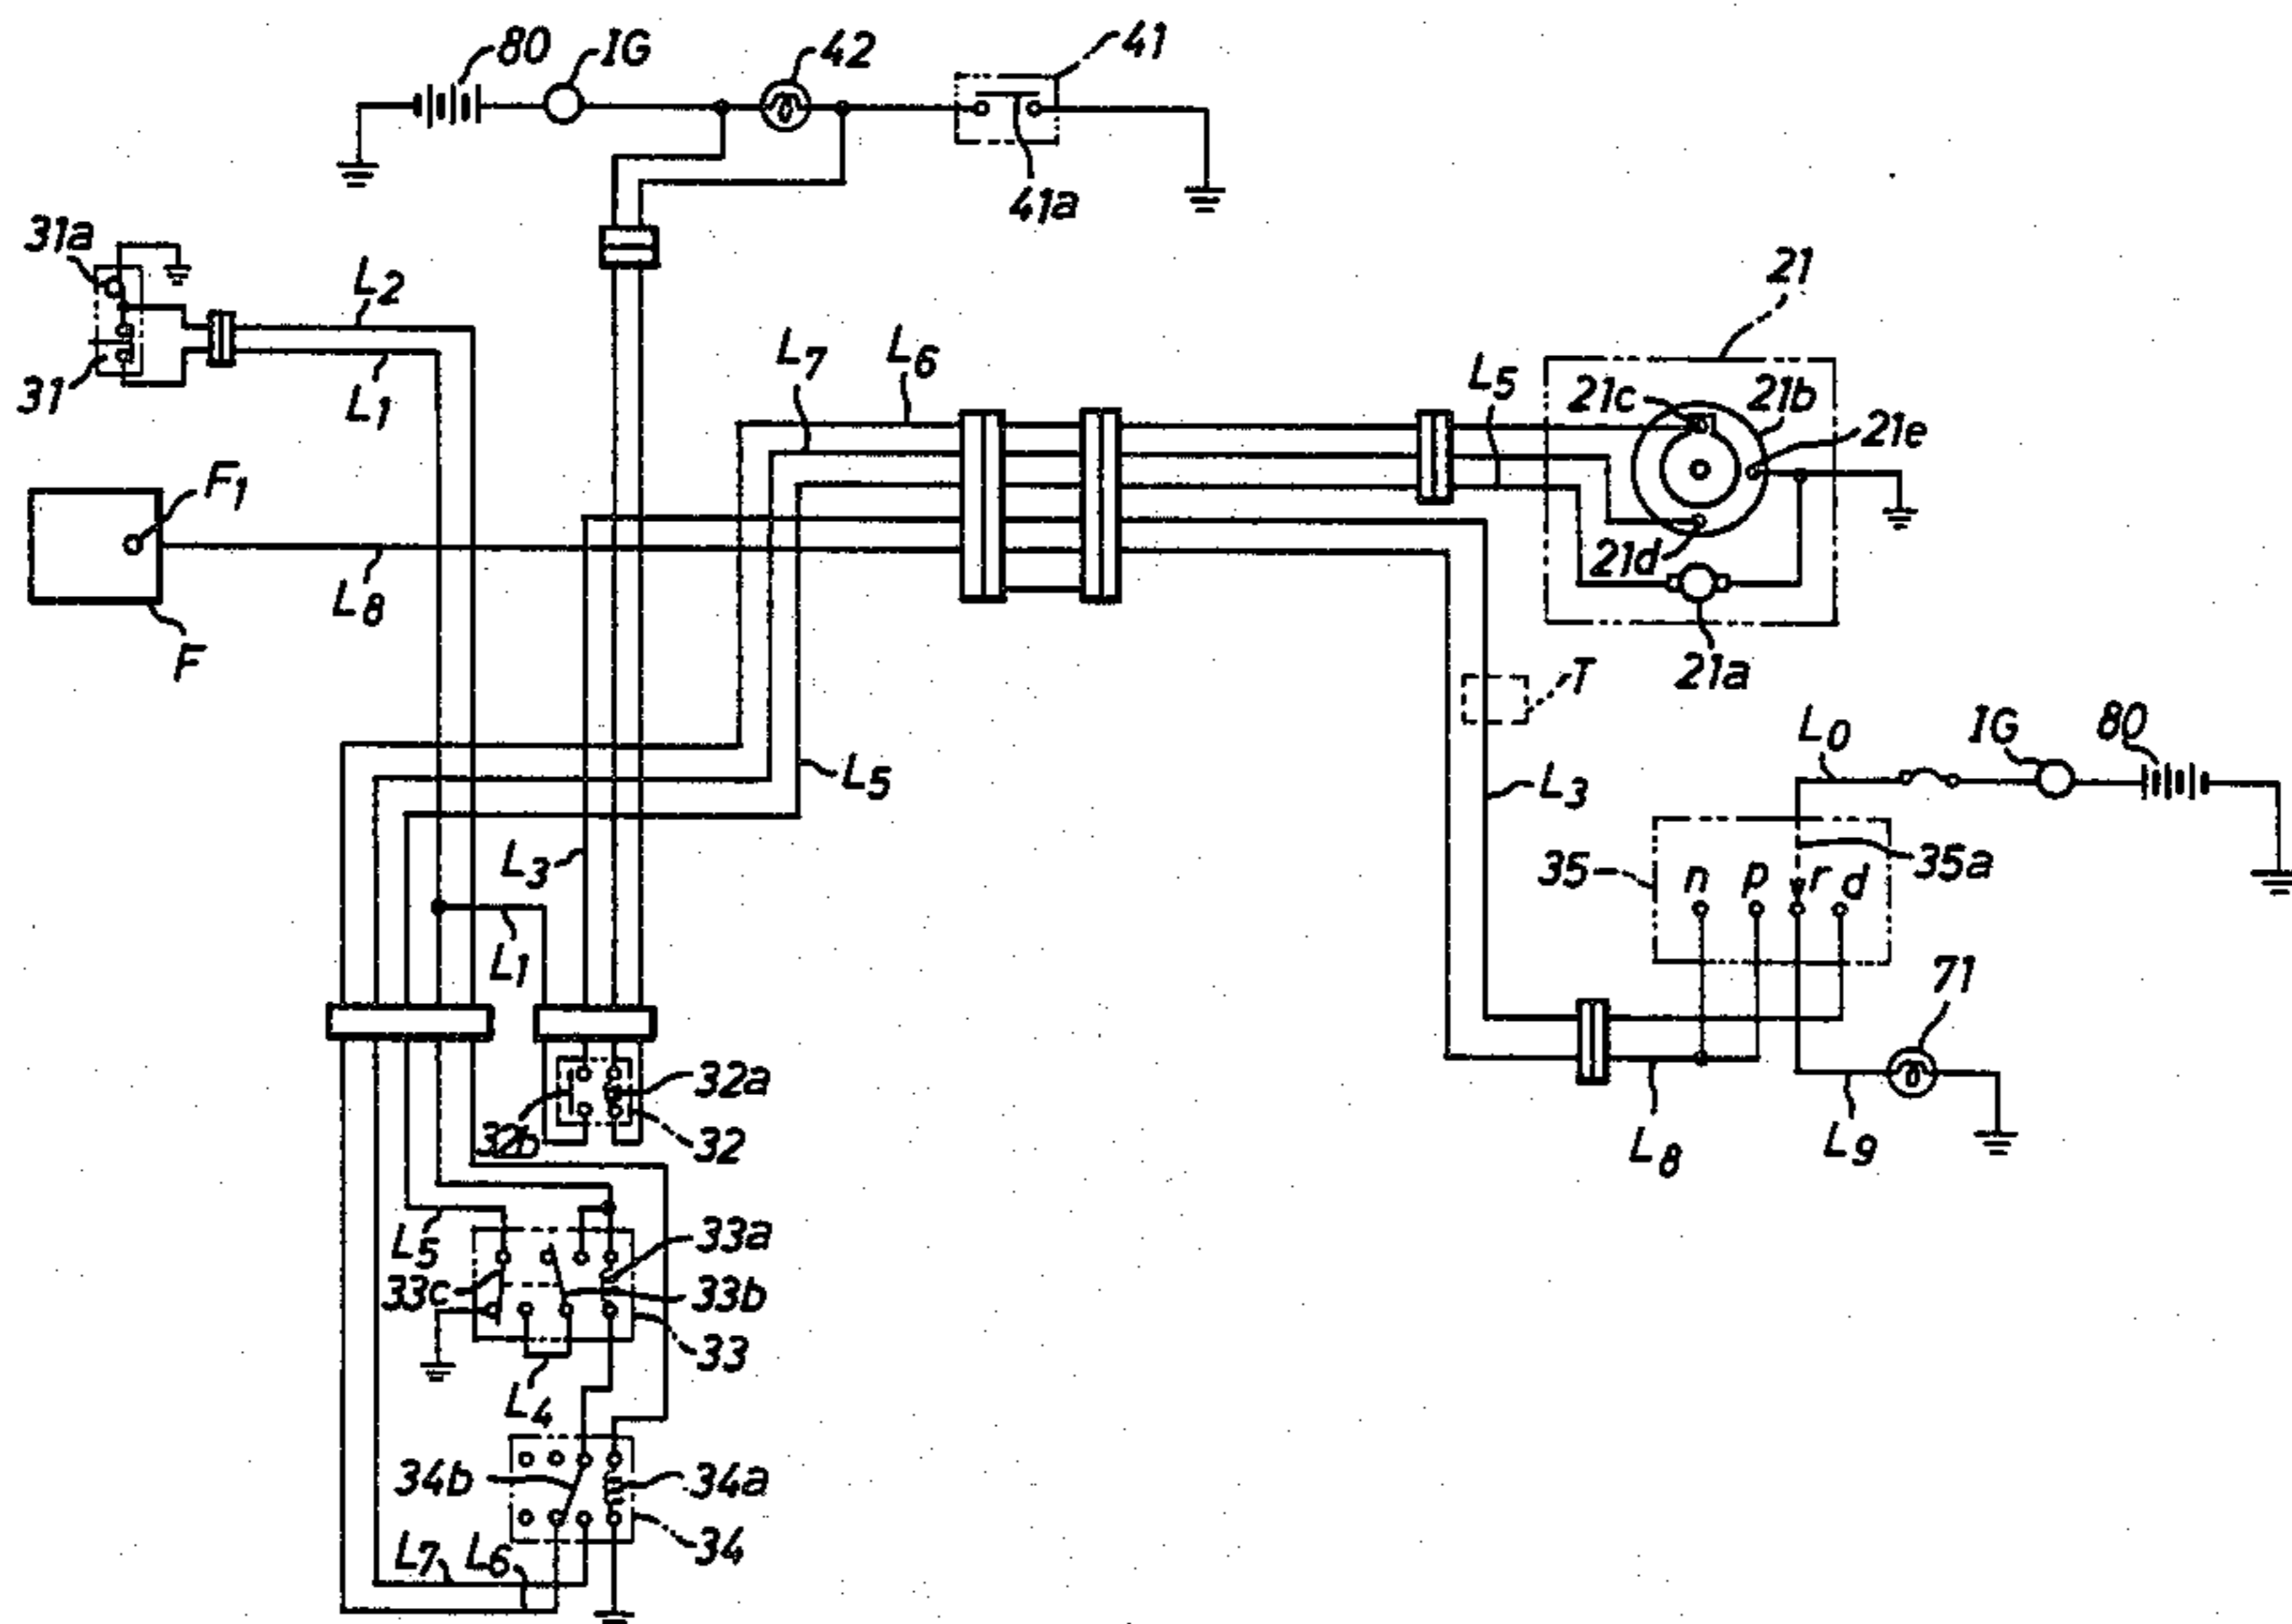 80 IG 42 41
41a
31a
L2
21
31
L1
L7 L6
L5 21c 21b
21e
F1
21d
L8
F
21a
T
L0 IG 80
L5
L3
L3
35 n p r d 35a
L1
71
32a
32b
32
L8 L9
L5
33a
33c 33b
33
L4
34b 34a
34
L7 L6